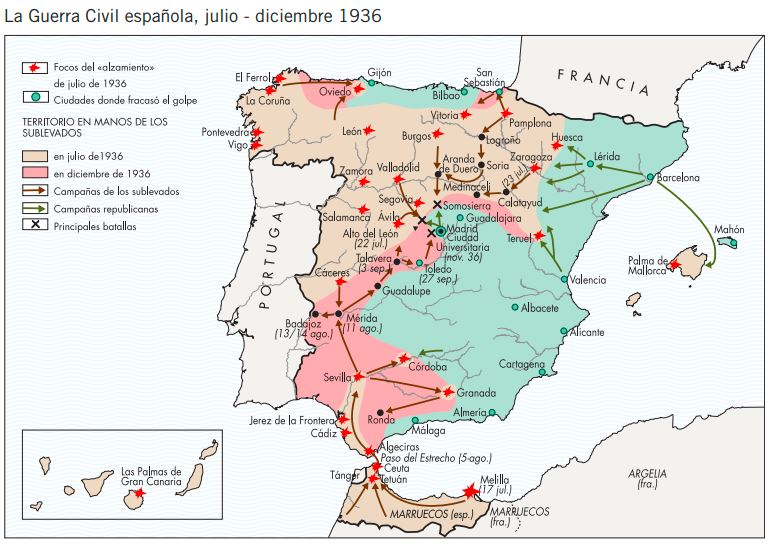 La Guerra Civil española, julio - diciembre 1936
Focos del «alzamiento»
de julio de 1936
Ciudades donde fracasó el golpe
TERRITORIO EN MANOS DE LOS
SUBLEVADOS
en julio de1936
en diciembre de 1936
Campañas de los sublevados
Campañas republicanas
Principales batallas
FRANCIA
El Ferrol
La Coruña
Oviedo
Gijón
Bilbao
San
Sebastián
Pontevedra
Vigo
León
Burgos
Vitoria
Pamplona
Logroño
Huesca
Zamora
Valladolid
Aranda
de Duero
Soria
Zaragoza
(23 jul.)
Lérida
Barcelona
Medinaceli
Calatayud
Salamanca
Segovia
Ávila
Somosierra
Guadalajara
Alto del León
(22 jul.)
Madrid
Ciudad
Universitaria
(nov. 36)
Teruel
Mahón
Palma de
Mallorca
PORTUGAL
Talavera
(3 sep.)
Toledo
(27 sep.)
Cáceres
Guadalupe
Valencia
Badajoz
(13/14 ago.)
Mérida
(11 ago.)
Albacete
Alicante
Sevilla
Córdoba
Cartagena
Granada
Jerez de la Frontera
Cádiz
Ronda
Málaga
Almería
Algeciras
Paso del Estrecho (5-ago.)
Tánger
Ceuta
Tetuán
Melilla
(17 jul.)
MARRUECOS (esp.)
MARRUECOS
(fra.)
ARGELIA
(fra.)
Las Palmas de
Gran Canaria